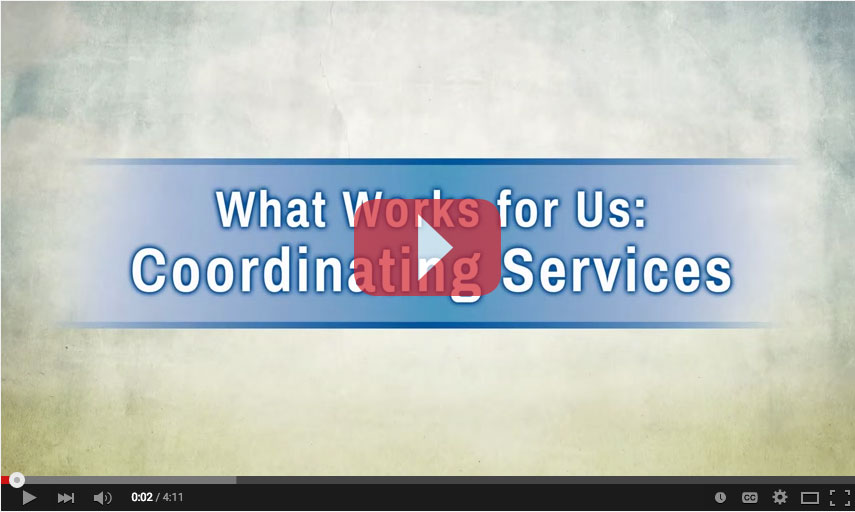 What Works for Us:
Coordinating Services
0:02 / 4:11
CC